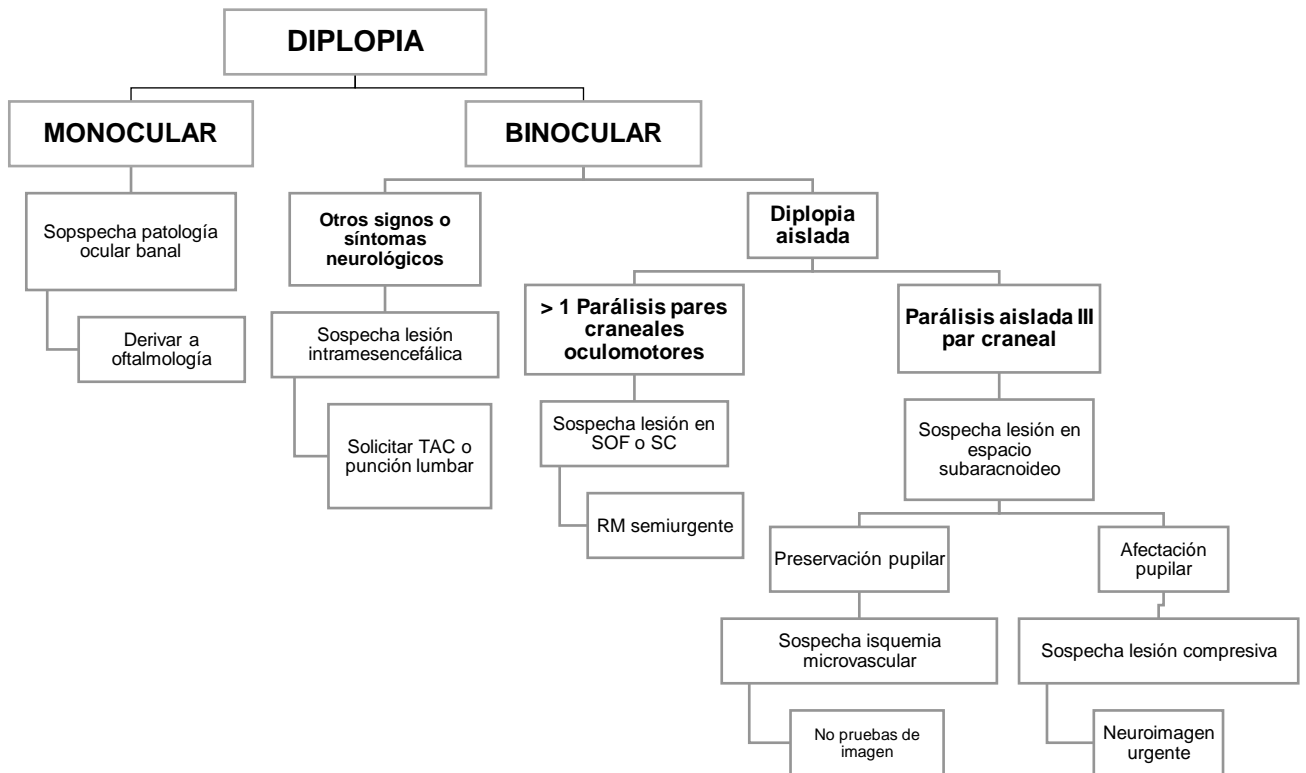 DIPLOPIA
MONOCULAR
BINOCULAR
Sopspecha patología
ocular banal
Derivar a
oftalmología
Otros signos o
síntomas
neurológicos
Sospecha lesión
intramesencefálica
Solicitar TAC o
punción lumbar
Diplopia
aislada
> 1 Parálisis pares
craneales
oculomotores
Sospecha lesión en
SOF o SC
RM semiurgente
Parálisis aislada III
par craneal
Sospecha lesión en
espacio
subaracnoideo
Preservación pupilar
Sospecha isquemia
microvascular
No pruebas de
imagen
Afectación
pupilar
Sospecha lesión compresiva
Neuroimagen
urgente